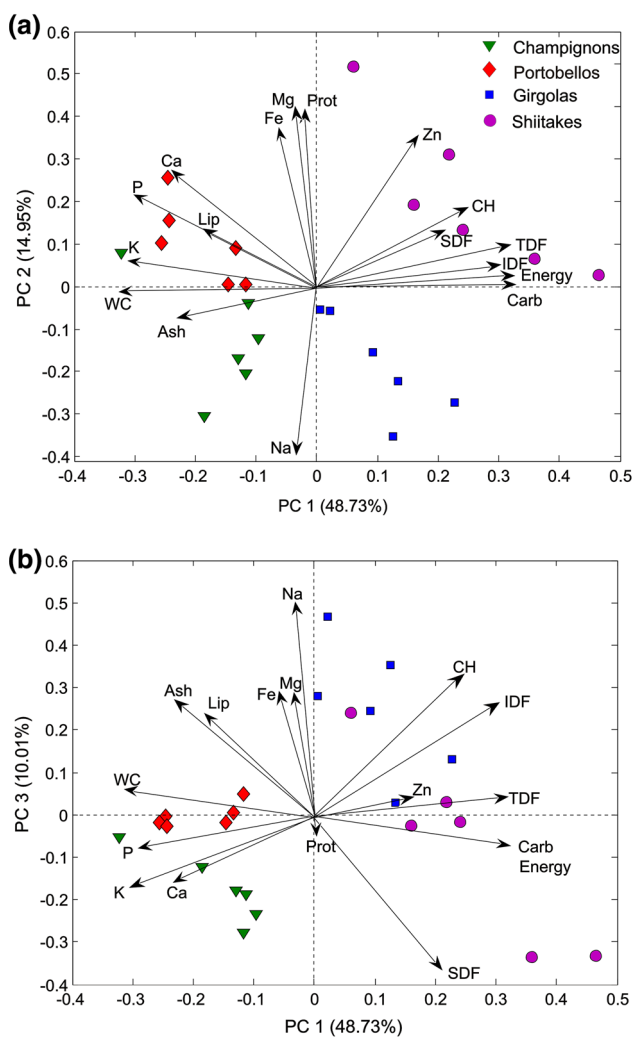 (a)
0.6
Champignons
Portobellos
Girgolas
Shiitakes
0.5
Mg
Prot
0.4
Fe
Zn
0.3
Ca
P
0.2
CH
Lip
SDF
TDF
0.1
K
IDF
Energy
0
WC
Carb
-0.1
Ash
-0.2
-0.3
Na
-0.4
PC 2 (14.95%)
-0.4 -0.3 -0.2 -0.1 0 0.1 0.2 0.3 0.4 0.5
PC 1 (48.73%)
(b)
0.6
Na
0.5
0.4
CH
Ash
Lip
Fe
Mg
0.3
IDF
0.2
WC
0.1
Zn
TDF
0
P
Prot
Carb
-0.1
Energy
K
Ca
-0.2
-0.3
SDF
-0.4
PC 3 (10.01%)
-0.4 -0.3 -0.2 -0.1 0 0.1 0.2 0.3 0.4 0.5
PC 1 (48.73%)